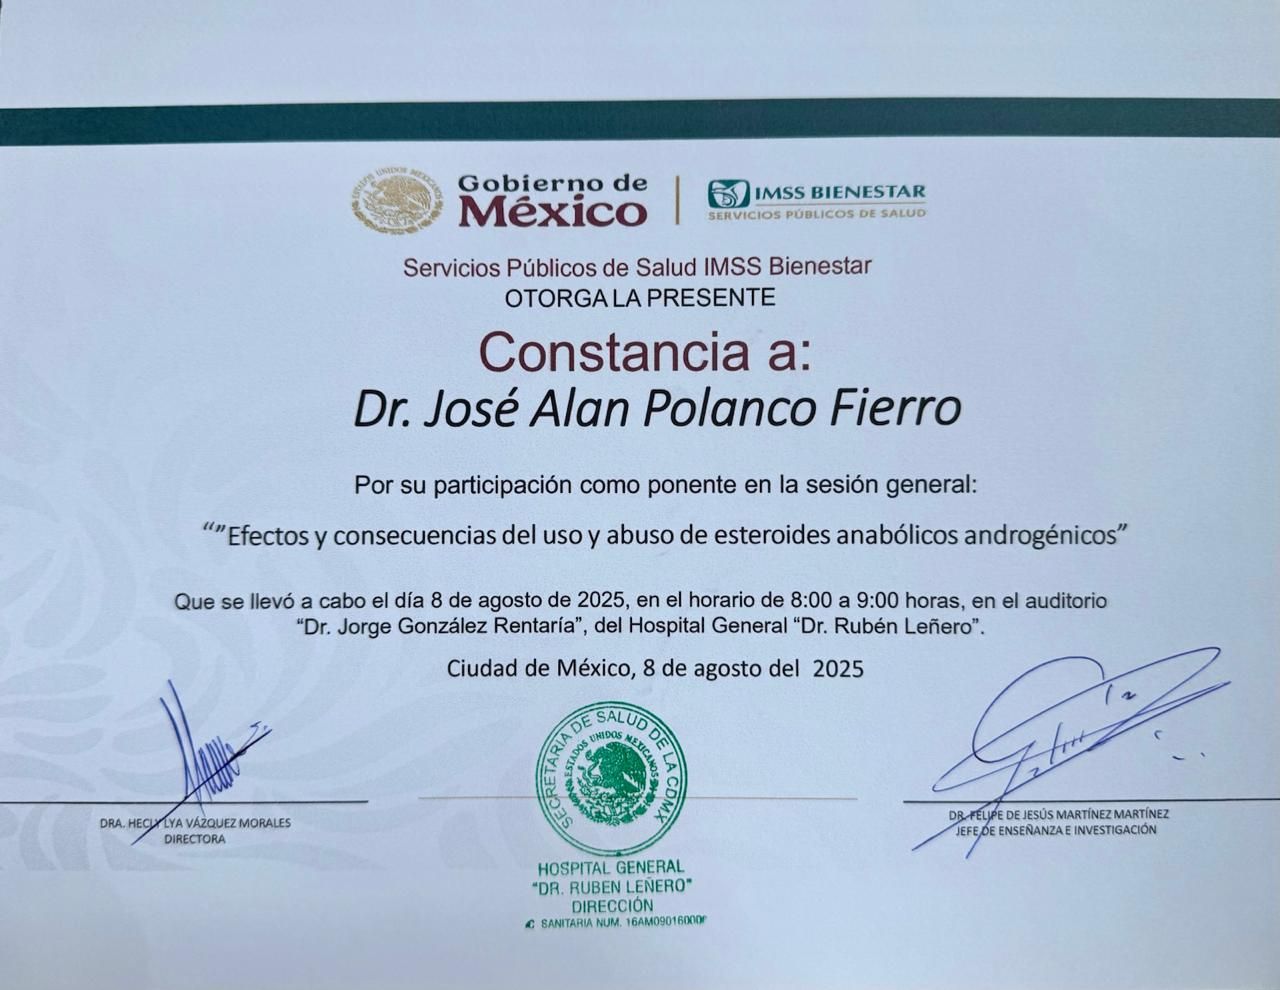 ESTADOS UNIDOS MEXICANOS
Gobierno de
México
IMSS BIENESTAR
SERVICIOS PÚBLICOS DE SALUD
Servicios Públicos de Salud IMSS Bienestar
OTORGA LA PRESENTE
Constancia a:
Dr. José Alan Polanco Fierro
Por su participación como ponente en la sesión general:
“”Efectos y consecuencias del uso y abuso de esteroides anabólicos androgénicos”
Que se llevó a cabo el día 8 de agosto de 2025, en el horario de 8:00 a 9:00 horas, en el auditorio
“Dr. Jorge González Rentaría”, del Hospital General “Dr. Rubén Leñero”.
Ciudad de México, 8 de agosto del 2025
DRA. HECLY LYA VÁZQUEZ MORALES
DIRECTORA
SECRETARIA DE SALUD DE LA CDMX
ESTADOS UNIDOS MEXICANOS
HOSPITAL GENERAL
"DR. RUBEN LEÑERO"
DIRECCIÓN
SANITARIA NUM.
DR. FELIPE DE JESÚS MARTÍNEZ MARTÍNEZ
JEFE DE ENSEÑANZA E INVESTIGACIÓN